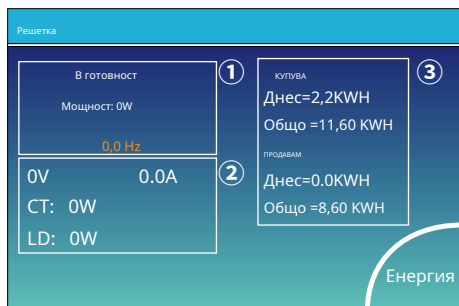 Решетка
В готовност
①
Мощност: 0W
0,0 Hz
0V 0.0A
②
CT: 0W
LD: 0W
КУПУВА
③
Днес=2,2KWH
Общо =11,60 KWH
ПРОДАВАМ
Днес=0.0KWH
Общо =8,60 KWH
Енергия